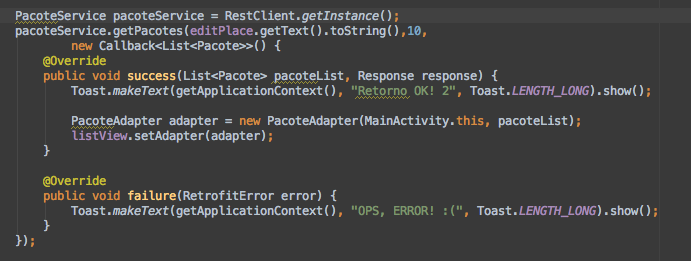 PacoteService pacoteService = RestClient.getInstance();
pacoteService.getPacotes(editPlace.getText().toString(),10,
        new Callback<List<Pacote>>() {
    @Override
    public void success(List<Pacote> pacoteList, Response response) {
        Toast.makeText(getApplicationContext(), "Retorno OK! 2", Toast.LENGTH_LONG).show();

        PacoteAdapter adapter = new PacoteAdapter(MainActivity.this, pacoteList);
        listView.setAdapter(adapter);
    }

    @Override
    public void failure(RetrofitError error) {
        Toast.makeText(getApplicationContext(), "OPS, ERROR! :(", Toast.LENGTH_LONG).show();
    }
});